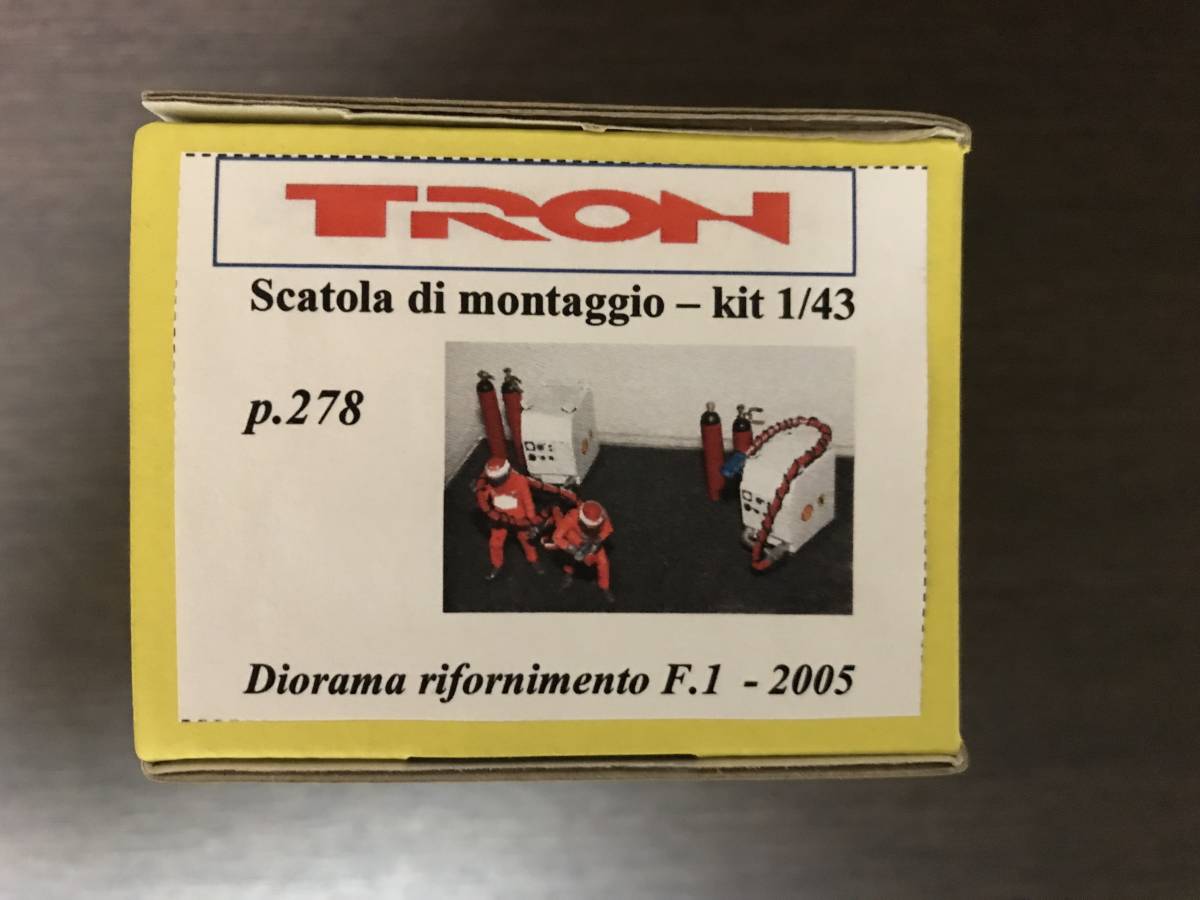 TRON
Scatola di montaggio – kit 1/43
p.278
Diorama rifornimento F.1 - 2005